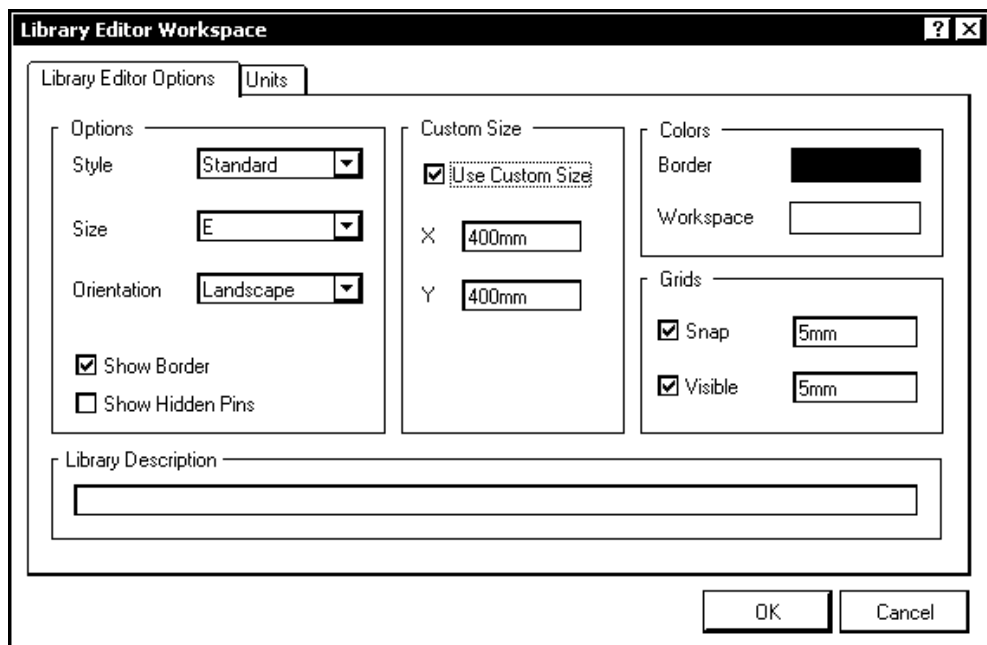 Library Editor Workspace
Library Editor Options
Units
Options
Style
Standard
Size
E
Orientation
Landscape
Show Border
Show Hidden Pins
Custom Size
Use Custom Size
X
400mm
Y
400mm
Colors
Border
Workspace
Grids
Snap
5mm
Visible
5mm
Library Description
OK
Cancel